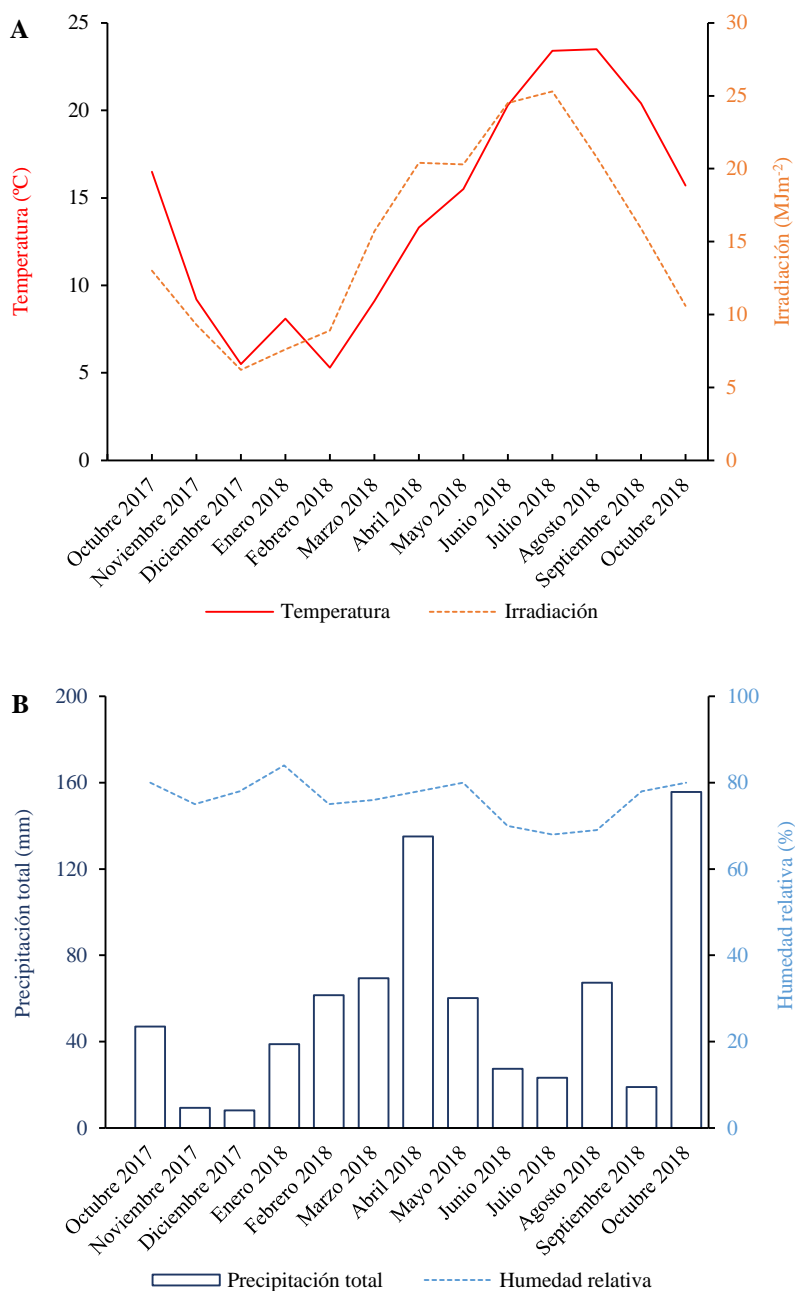 A
Temperatura (ºC)
25
20
15
10
5
0
Irradiación (MJm-2)
30
25
20
15
10
5
0
Octubre 2017
Noviembre 2017
Diciembre 2017
Enero 2018
Febrero 2018
Marzo 2018
Abril 2018
Mayo 2018
Junio 2018
Julio 2018
Agosto 2018
Septiembre 2018
Octubre 2018
Temperatura
Irradiación
B
Precipitación total (mm)
200
160
120
80
40
0
Humedad relativa (%)
100
80
60
40
20
0
Octubre 2017
Noviembre 2017
Diciembre 2017
Enero 2018
Febrero 2018
Marzo 2018
Abril 2018
Mayo 2018
Junio 2018
Julio 2018
Agosto 2018
Septiembre 2018
Octubre 2018
Precipitación total
Humedad relativa